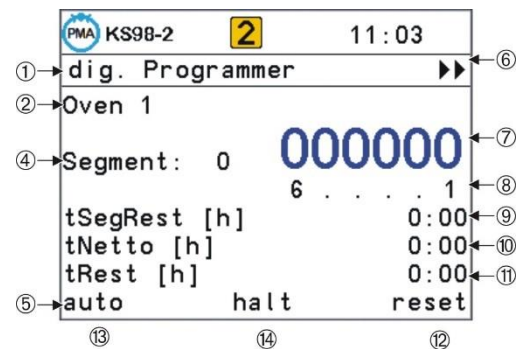 PMA KS98-2 2 11:03
① dig. Programmer ▶▶ ⑥
② Oven 1
000000 ⑦
④ Segment: 0
6 . . . . 1 ⑧
tSegRest [h] 0:00 ⑨
tNetto [h] 0:00 ⑩
tRest [h] 0:00 ⑪
⑤ auto halt reset
⑬ ⑭ ⑫